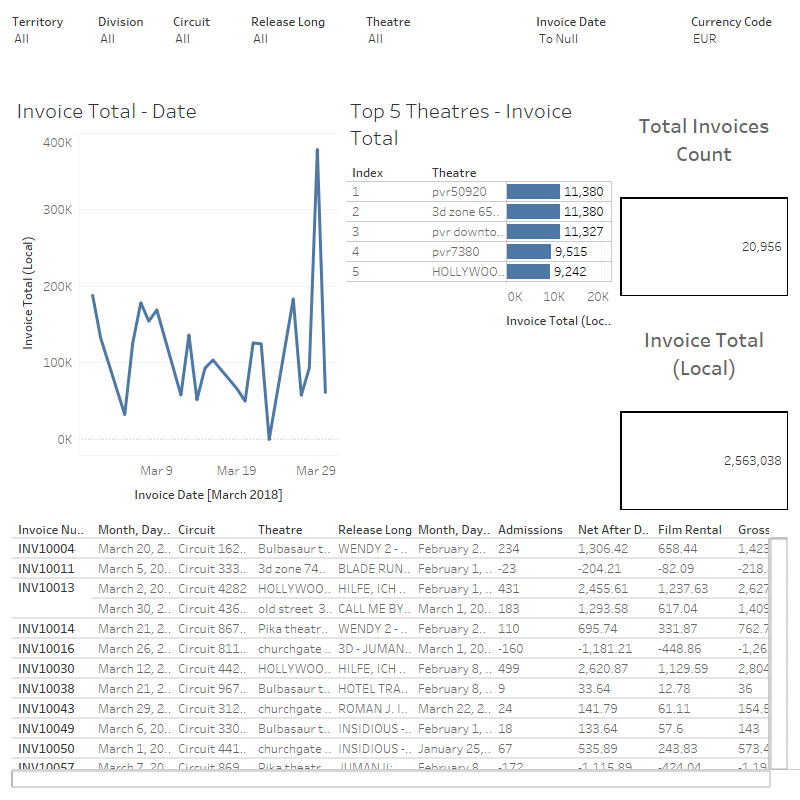 Territory Division Circuit Release Long Theatre Invoice Date Currency Code
All All All All All To Null EUR
Invoice Total - Date
400K
300K
200K
100K
0K
Invoice Total (Local)
Mar 9 Mar 19 Mar 29
Invoice Date [March 2018]
Top 5 Theatres - Invoice
Total
Index Theatre
1 pvr50920 11,380
2 3d zone 65.. 11,380
3 pvr downto.. 11,327
4 pvr7380 9,515
5 HOLLYWOO.. 9,242
0K 10K 20K
Invoice Total (Loc..
Total Invoices
Count
20,956
Invoice Total
(Local)
2,563,038
Invoice Nu.. Month, Day.. Circuit Theatre Release Long Month, Day.. Admissions Net After D.. Film Rental Gross
INV10004 March 20, 2.. Circuit 162.. Bulbasaur t.. WENDY 2 - .. February 2.. 234 1,306.42 658.44 1,423
INV10011 March 5, 20.. Circuit 333.. 3d zone 74.. BLADE RUN.. February 1, .. -23 -204.21 -82.09 -218.
INV10013 March 2, 20.. Circuit 4282 HOLLYWOO.. HILFE, ICH .. February 1, .. 431 2,455.61 1,237.63 2,627
March 30, 2.. Circuit 436.. old street 3.. CALL ME BY.. March 1, 20.. 183 1,293.58 617.04 1,409
INV10014 March 21, 2.. Circuit 867.. Pika theatr.. WENDY 2 - .. February 2.. 110 695.74 331.87 762.7
INV10016 March 26, 2.. Circuit 811.. churchgate .. 3D - JUMAN.. March 1, 20.. -160 -1,181.21 -448.86 -1,26
INV10030 March 12, 2.. Circuit 442.. HOLLYWOO.. HILFE, ICH .. February 8, .. 499 2,620.87 1,129.59 2,804
INV10038 March 21, 2.. Circuit 967.. Bulbasaur t.. HOTEL TRA.. February 8, .. 9 33.64 12.78 36
INV10043 March 29, 2.. Circuit 312.. churchgate .. ROMAN J. I.. March 22, 2.. 24 141.79 61.11 154.5
INV10049 March 6, 20.. Circuit 330.. Bulbasaur t.. INSIDIOUS -.. February 1, .. 18 133.64 57.6 143
INV10050 March 1, 20.. Circuit 441.. churchgate .. INSIDIOUS -.. January 25,.. 67 535.89 243.83 573.4
INV10057 March 7, 20.. Circuit 869.. Pika theatr.. JUMANJI: .. February 8, .. -172 -1,115.89 -424.04 -1,19